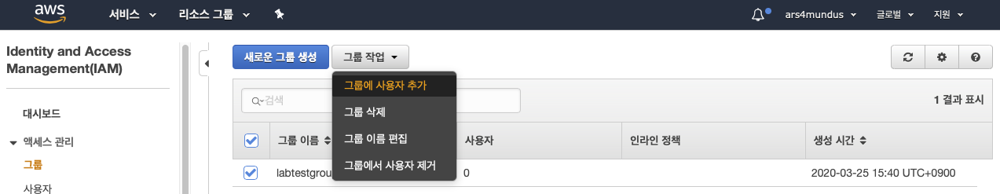 aws 서비스 리소스 그룹 ars4mundus 글로벌 지원
Identity and Access
Management(IAM)
대시보드
액세스 관리
그룹
사용자
새로운 그룹 생성 그룹 작업
그룹에 사용자 추가
그룹 삭제
그룹 이름 편집
그룹에서 사용자 제거
검색 1 결과 표시
그룹 이름 사용자 인라인 정책 생성 시간
labtestgrou 0 2020-03-25 15:40 UTC+0900